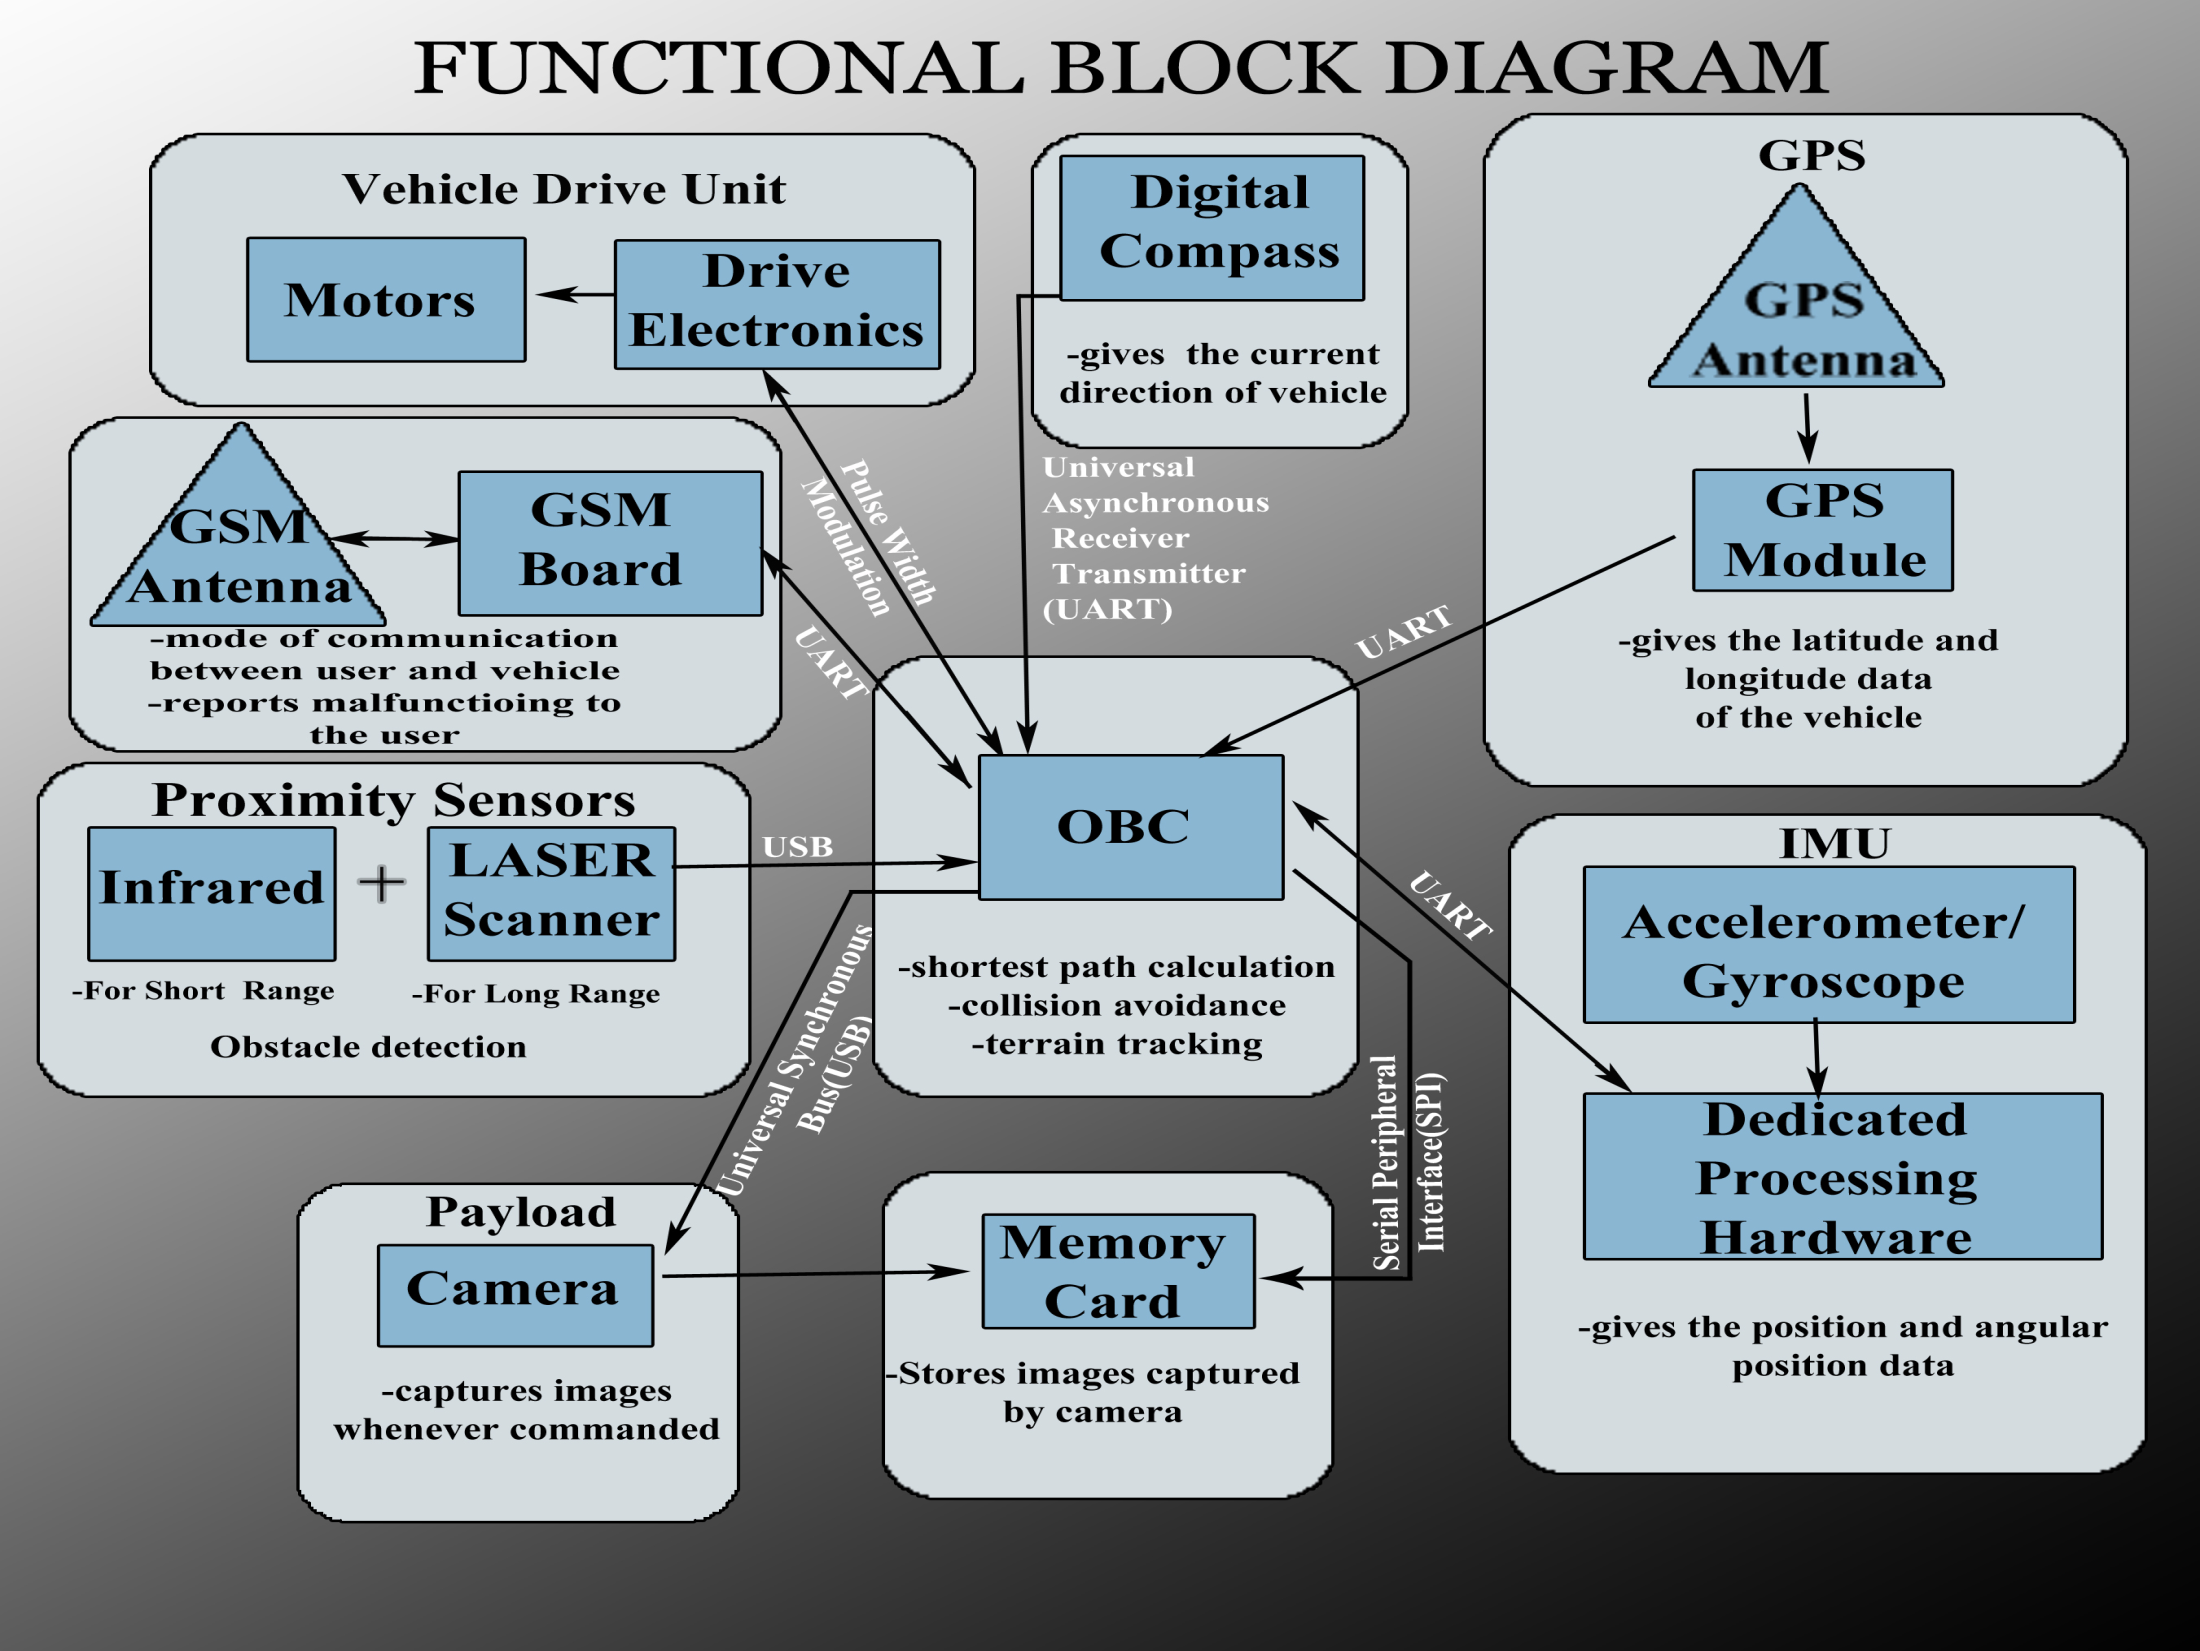 FUNCTIONAL BLOCK DIAGRAM
Vehicle Drive Unit
Motors
Drive
Electronics
Digital
Compass
-gives the current
direction of vehicle
GPS
GPS
Antenna
GPS
Module
-gives the latitude and
longitude data
of the vehicle
GSM
Antenna
GSM
Board
-mode of communication
between user and vehicle
-reports malfunctioing to
the user
Pulse Width
Modulation
UART
Universal
Asynchronous
Receiver
Transmitter
(UART)
UART
Proximity Sensors
Infrared
+
LASER
Scanner
-For Short Range
-For Long Range
Obstacle detection
USB
OBC
-shortest path calculation
-collision avoidance
-terrain tracking
UART
IMU
Accelerometer/
Gyroscope
Dedicated
Processing
Hardware
-gives the position and angular
position data
Universal Synchronous
Bus(USB)
Serial Peripheral
Interface(SPI)
Payload
Camera
-captures images
whenever commanded
Memory
Card
-Stores images captured
by camera